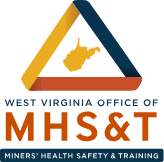 WEST VIRGINIA OFFICE OF
MHS&T
MINERS' HEALTH SAFETY & TRAINING